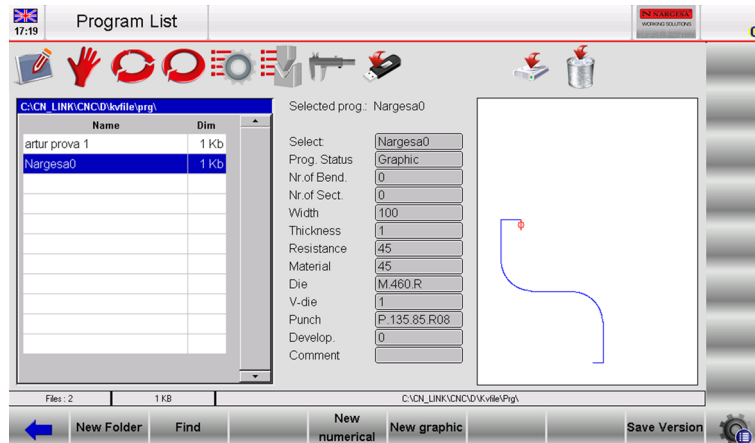 17:19
Program List
NARGESA
WORKING SOLUTIONS
C:\CN_LINK\CNC\D\kvfile\prg\
Name Dim
artur prova 1 1 Kb
Nargesa0 1 Kb
Selected prog.: Nargesa0
Select: Nargesa0
Prog. Status Graphic
Nr.of Bend. 0
Nr.of Sect. 0
Width 100
Thickness 1
Resistance 45
Material 45
Die M.460.R
V-die 1
Punch P.135.85.R08
Develop. 0
Comment
Files : 2 1 KB C:\CN_LINK\CNC\D\Kvfile\Prg\
New Folder Find New numerical New graphic Save Version